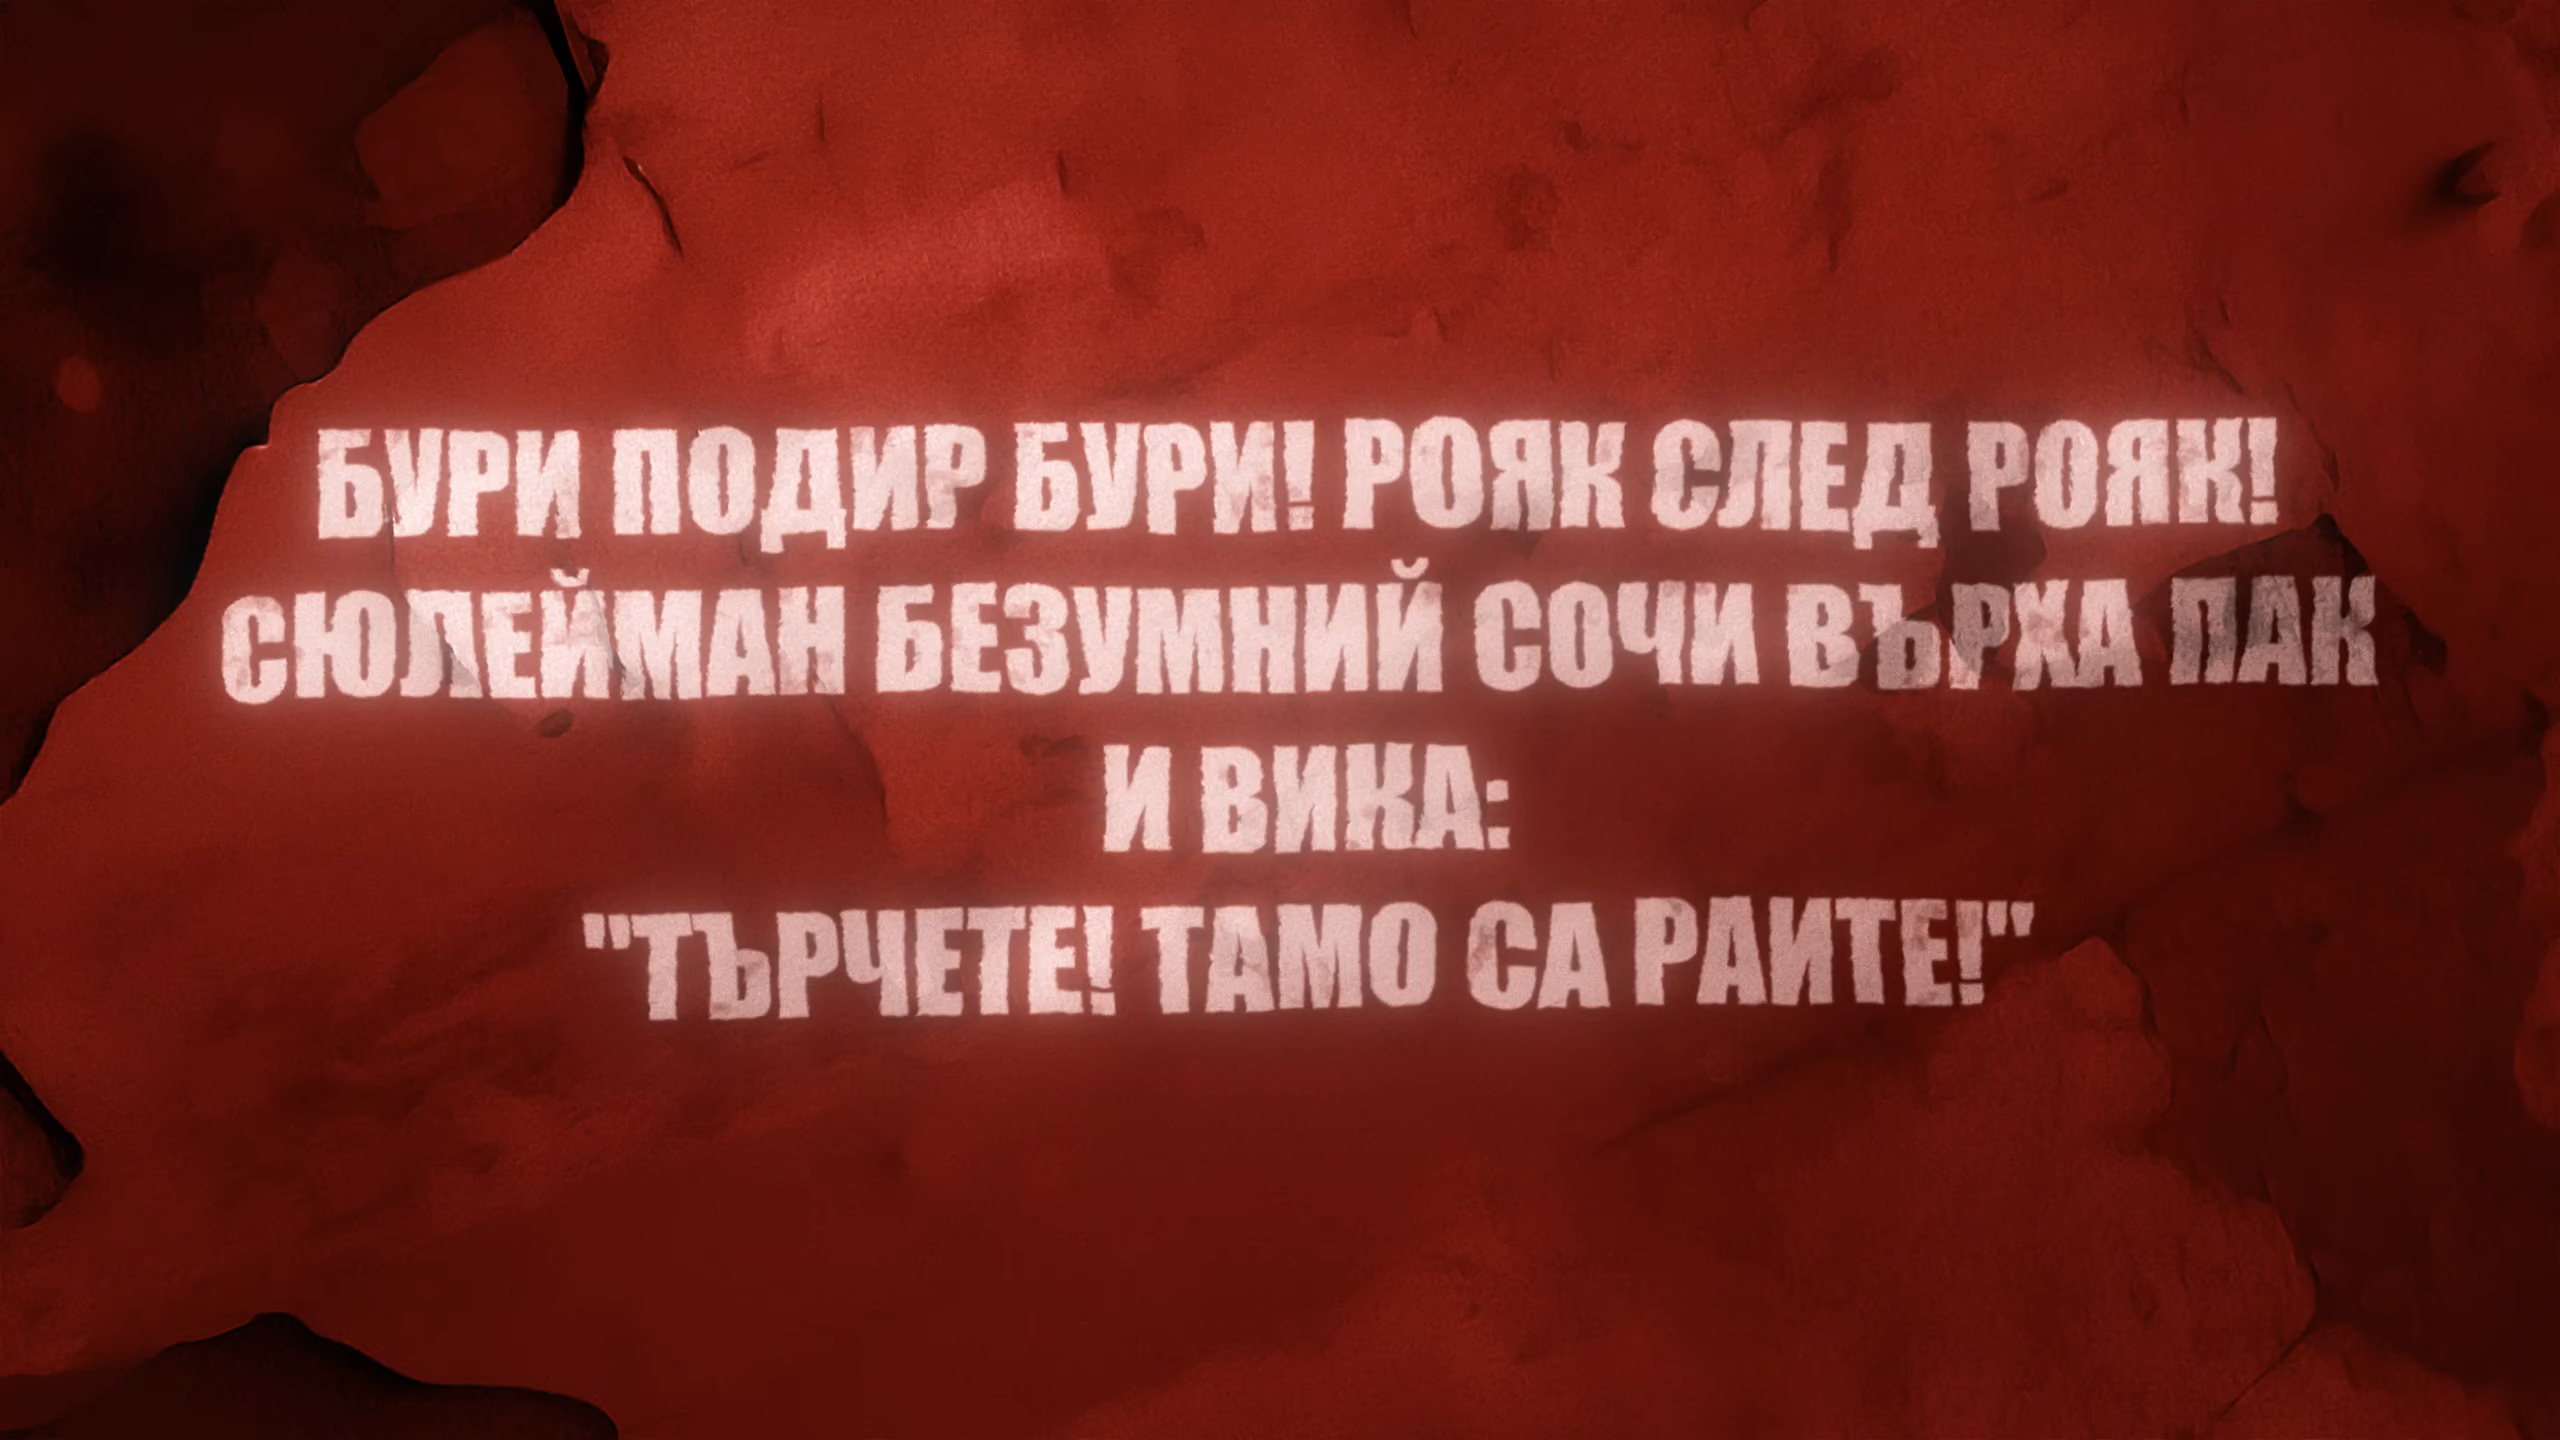 БУРИ ПОДИР БУРИ! РОЯК СЛЕД РОЯК!
СЮЛЕЙМАН БЕЗУМНИЙ СОЧИ ВЪРХА ПАК
И ВИКА:
"ТЪРЧЕТЕ! ТАМО СА РАИТЕ!"